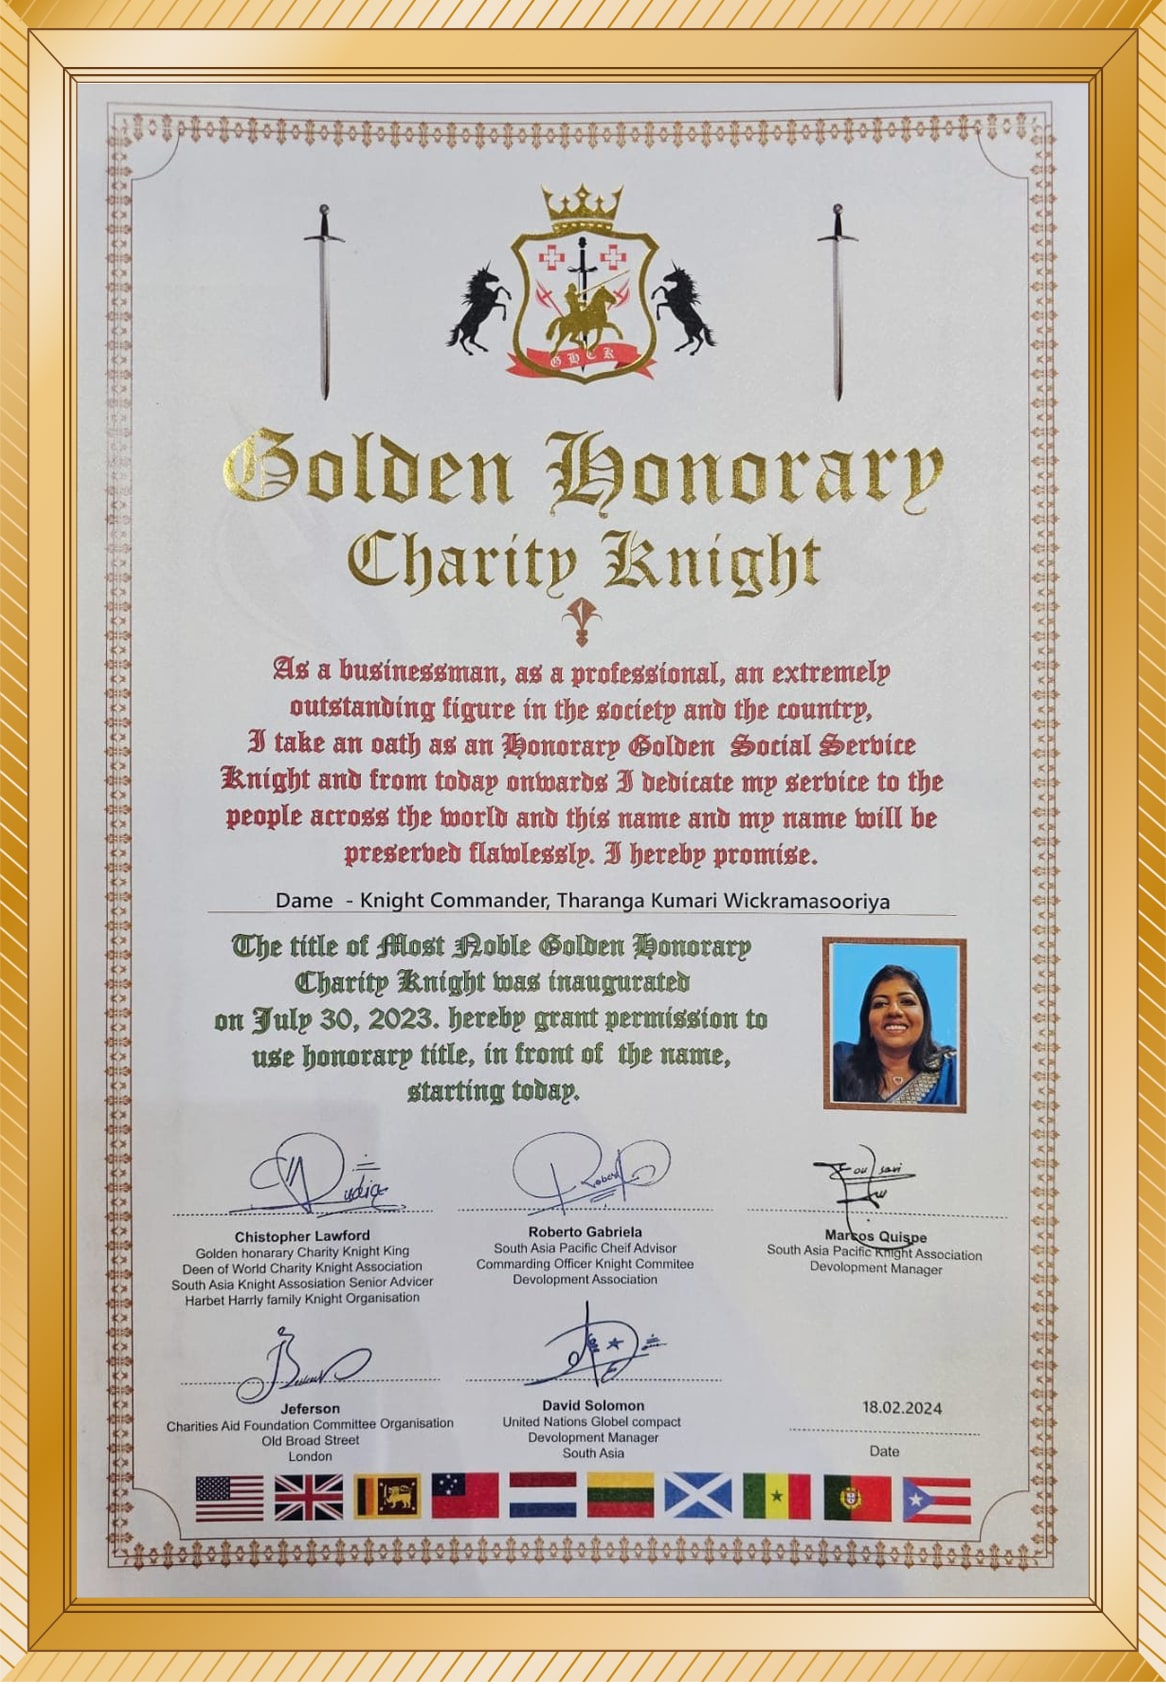 GHCK
Golden Honorary
Charity Knight
As a businessman, as a professional, an extremely
outstanding figure in the society and the country,
I take an oath as an Honorary Golden Social Service
Knight and from today onwards I dedicate my service to the
people across the world and this name and my name will be
preserved flawlessly. I hereby promise.
Dame - Knight Commander, Tharanga Kumari Wickramasooriya
The title of Most Noble Golden Honorary
Charity Knight was inaugurated
on July 30, 2023. hereby grant permission to
use honorary title, in front of the name,
starting today.
Chistopher Lawford
Golden honarary Charity Knight King
Deen of World Charity Knight Association
South Asia Knight Assosiation Senior Advicer
Harbet Harrly family Knight Organisation
Roberto Gabriela
South Asia Pacific Cheif Advisor
Commarding Officer Knight Commitee
Devolopment Association
Marcos Quispe
South Asia Pacific Knight Association
Devolopment Manager
Jeferson
Charities Aid Foundation Committee Organisation
Old Broad Street
London
David Solomon
United Nations Globel compact
Devolopment Manager
South Asia
18.02.2024
Date